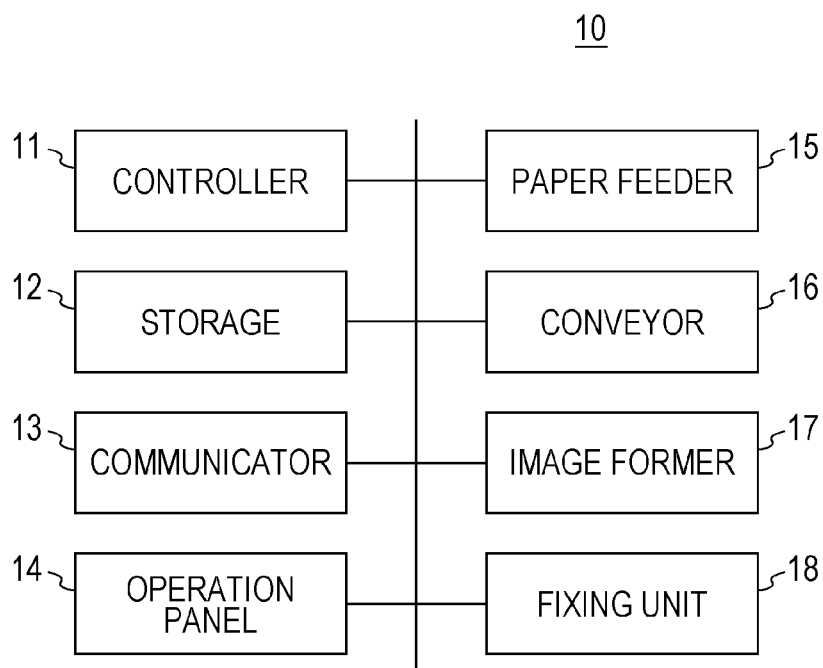 10
11
CONTROLLER
15
PAPER FEEDER
12
STORAGE
16
CONVEYOR
13
COMMUNICATOR
17
IMAGE FORMER
14
OPERATION
PANEL
18
FIXING UNIT